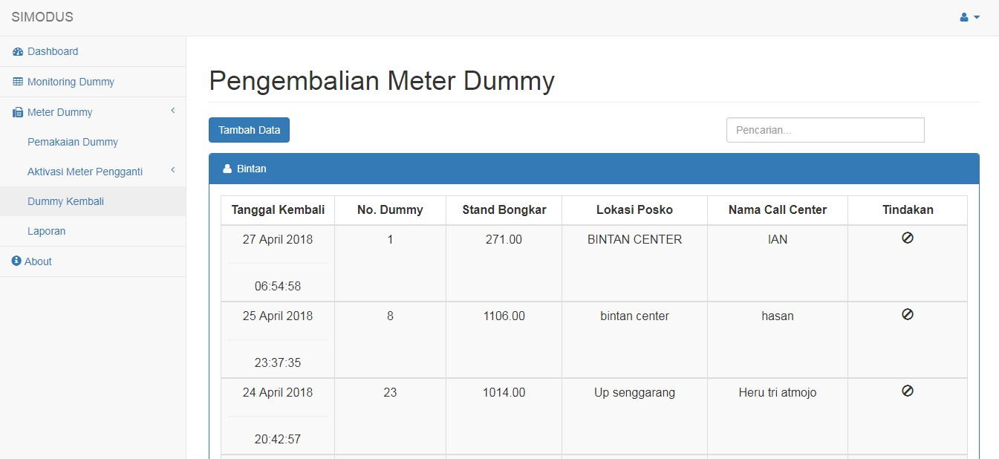 SIMODUS
Dashboard
Monitoring Dummy
Meter Dummy
Pemakaian Dummy
Aktivasi Meter Pengganti
Dummy Kembali
Laporan
About
Pengembalian Meter Dummy
Tambah Data
Pencarian...
Bintan
Tanggal Kembali No. Dummy Stand Bongkar Lokasi Posko Nama Call Center Tindakan
27 April 2018 1 271.00 BINTAN CENTER IAN
06:54:58
25 April 2018 8 1106.00 bintan center hasan
23:37:35
24 April 2018 23 1014.00 Up senggarang Heru tri atmojo
20:42:57